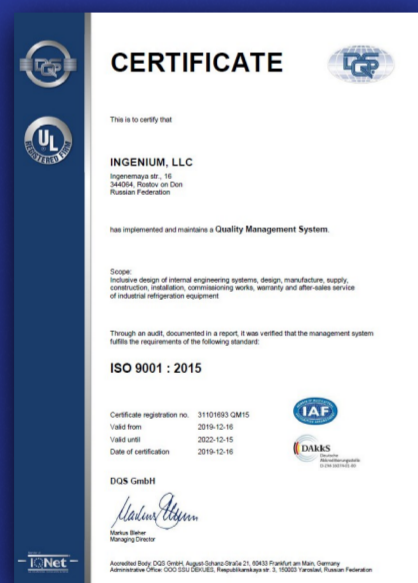 DQS
CERTIFICATE
DQS
This is to certify that
UL
REGISTERED FIRM
INGENIUM, LLC
Ingenernaya str., 16
344064, Rostov on Don
Russian Federation
has implemented and maintains a Quality Management System.
Scope:
Inclusive design of internal engineering systems, design, manufacture, supply,
construction, installation, commissioning works, warranty and after-sales service
of industrial refrigeration equipment
Through an audit, documented in a report, it was verified that the management system
fulfills the requirements of the following standard:
ISO 9001 : 2015
Certificate registration no. 31101693 QM15
Valid from 2019-12-16
Valid until 2022-12-15
Date of certification 2019-12-16
IAF
DAkkS
Deutsche
Akkreditierungsstelle
DQS GmbH
Markus Bleher
Managing Director
IQNet
Accredited Body: DQS GmbH, August-Schanz-Straße 21, 60433 Frankfurt am Main, Germany
Administrative Office: OOO SSU DEKUES, Respublikanskaya str. 3, 150003 Yaroslavl, Russian Federation